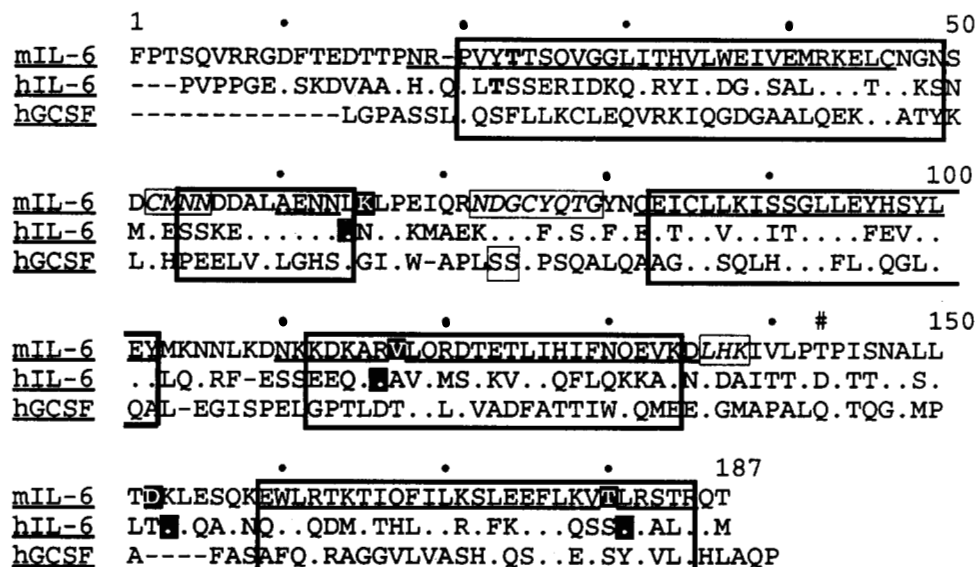 1 50
mIL-6 FPTSQVRRGDFTEDTTPNR-PVYTTSQVGGLITHVLWEIVEMRKELCNGNS
hIL-6 ---PVPPGE.SKDVAA.H.Q.LTSSERIDKQ.RYI.DG.SAL...T..KSN
hGCSF -------------LGPASSL.QSFLLKCLEQVRKIQGDGAALQEK..ATYK
100
mIL-6 DCMNNDDALAENNLKLPEIQRNDGCYQTGYNQEICLLKISSGLLEYHSYL
hIL-6 M.ESSKE.......N..KMAEK...F.S.F.E.T..V..IT....FEV..
hGCSF L.HPEELV.LGHS.GI.W-APLSS.PSQALQAAG..SQLH...FL.QGL.
# 150
mIL-6 EYMKNNLKDNKKDKARVLQRDTETLIHIFNQEVKDLHKIVLPTPISNALL
hIL-6 ..LQ.RF-ESSEEQ..AV.MS.KV..QFLQKKA.N.DAITT.D.TT..S.
hGCSF QAL-EGISPELGPTLDT..L.VADFATTIW.QMEE.GMAPALQ.TQG.MP
187
mIL-6 TDKLESQKEWLRTKTIQFILKSLEEFLKVTLRSTRQT
hIL-6 LT..QA.NQ..QDM.THL..R.FK...QSS..AL..M
hGCSF A----FASAFQ.RAGGVLVASH.QS..E.SY.VL.HLAQP